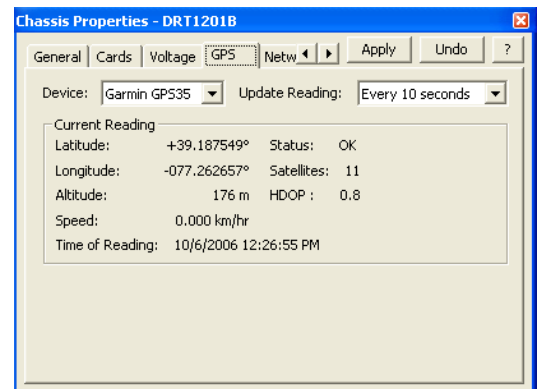 Chassis Properties - DRT1201B
General Cards Voltage GPS Netw Apply Undo ?
Device: Garmin GPS35 Update Reading: Every 10 seconds
Current Reading
Latitude: +39.187549° Status: OK
Longitude: -077.262657° Satellites: 11
Altitude: 176 m HDOP : 0.8
Speed: 0.000 km/hr
Time of Reading: 10/6/2006 12:26:55 PM